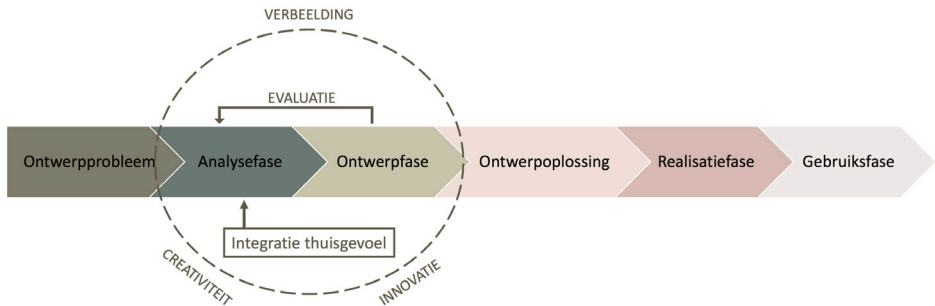 VERBEELDING
EVALUATIE
Ontwerpprobleem
Analysefase
Ontwerpfase
Ontwerpoplossing
Realisatiefase
Gebruiksfase
Integratie thuisgevoel
CREATIVITEIT
INNOVATIE